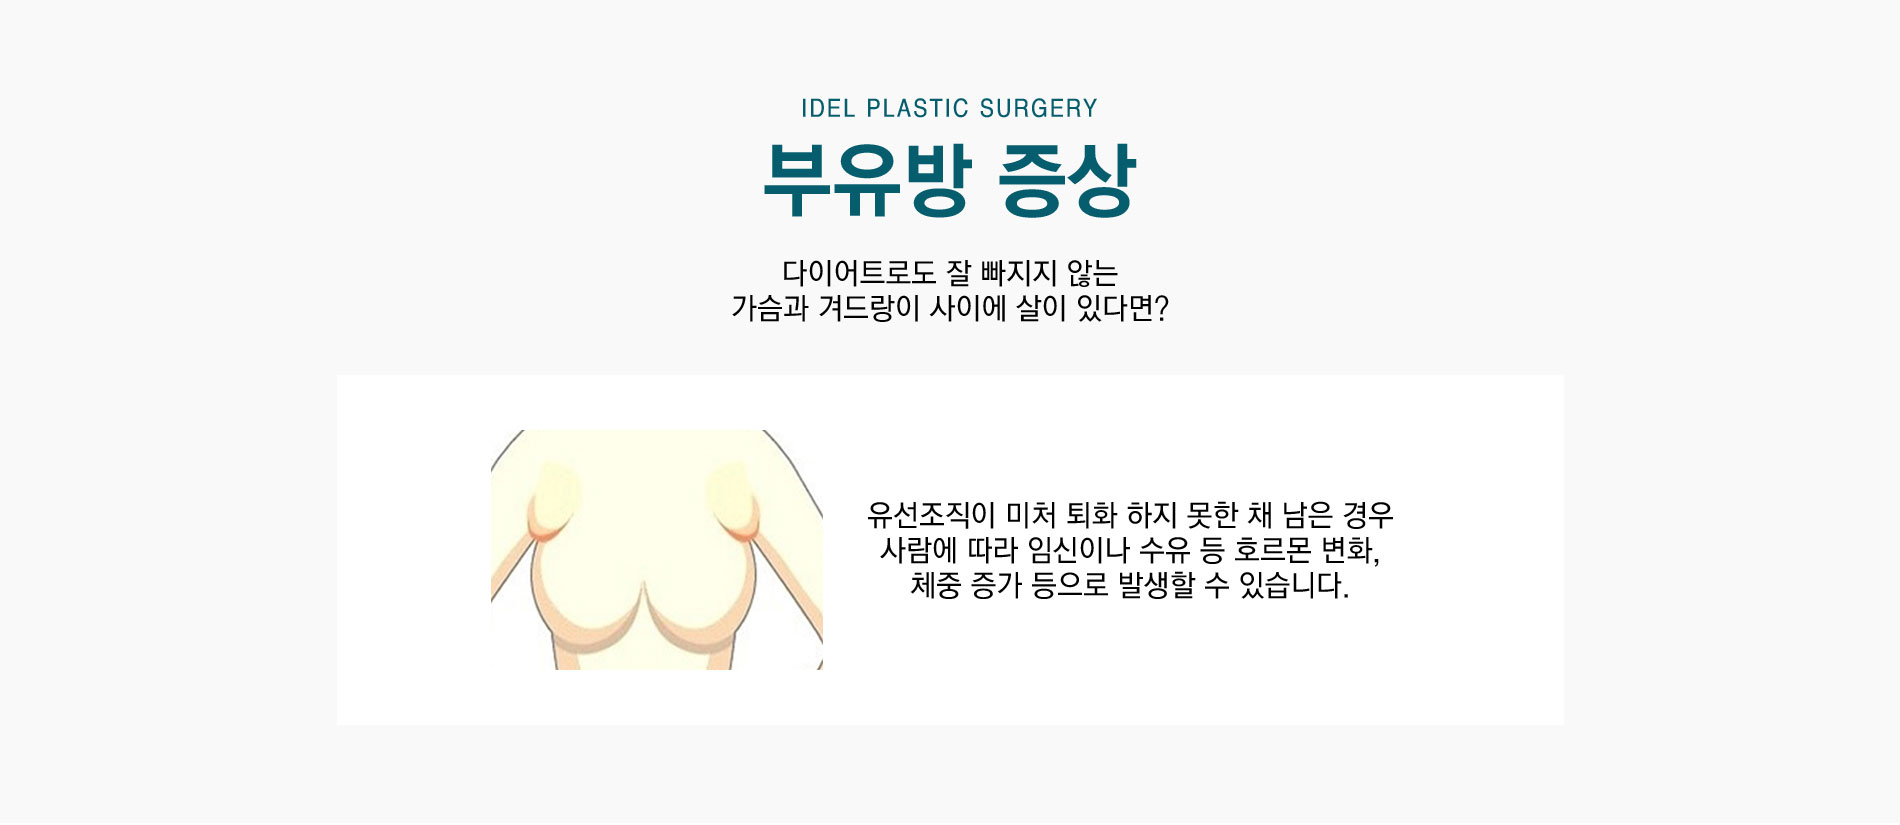 IDEL PLASTIC SURGERY
부유방 증상
다이어트로도 잘 빠지지 않는
가슴과 겨드랑이 사이에 살이 있다면?
유선조직이 미처 퇴화 하지 못한 채 남은 경우
사람에 따라 임신이나 수유 등 호르몬 변화,
체중 증가 등으로 발생할 수 있습니다.